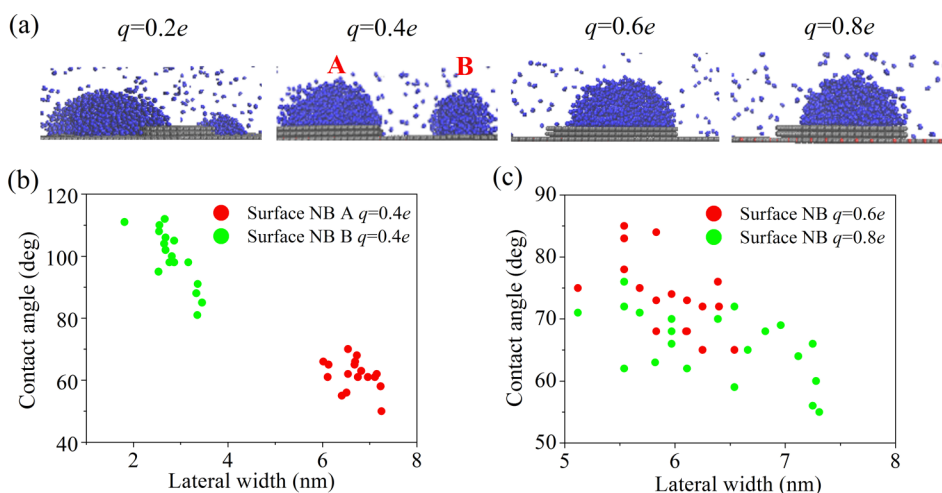 (a)
q=0.2e
q=0.4e
q=0.6e
q=0.8e
A
B
(b)
120
100
80
60
40
Contact angle (deg)
Surface NB A q=0.4e
Surface NB B q=0.4e
2
4
6
8
Lateral width (nm)
(c)
90
80
70
60
50
Contact angle (deg)
Surface NB q=0.6e
Surface NB q=0.8e
5
6
7
8
Lateral width (nm)